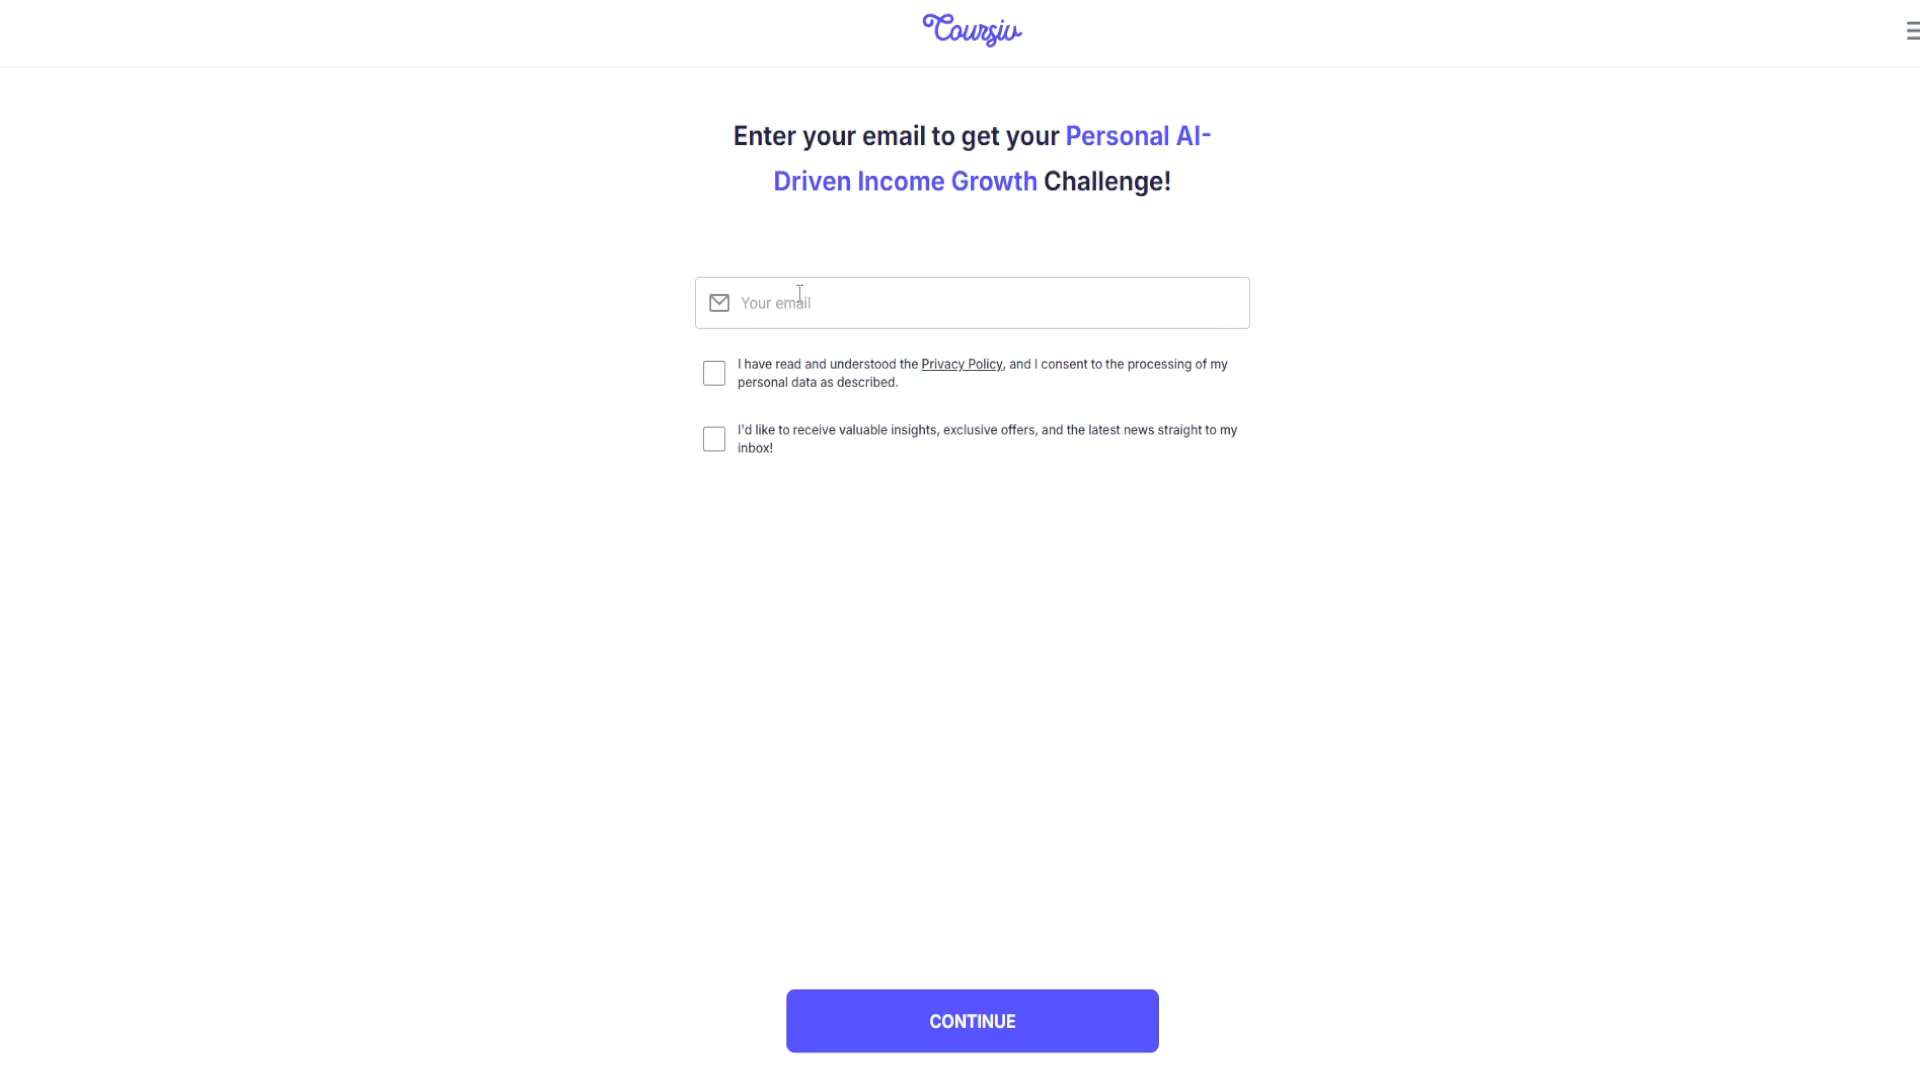 Coursiv
Enter your email to get your Personal AI-
Driven Income Growth Challenge!
Your email
I have read and understood the Privacy Policy, and I consent to the processing of my
personal data as described.
I'd like to receive valuable insights, exclusive offers, and the latest news straight to my
inbox!
CONTINUE